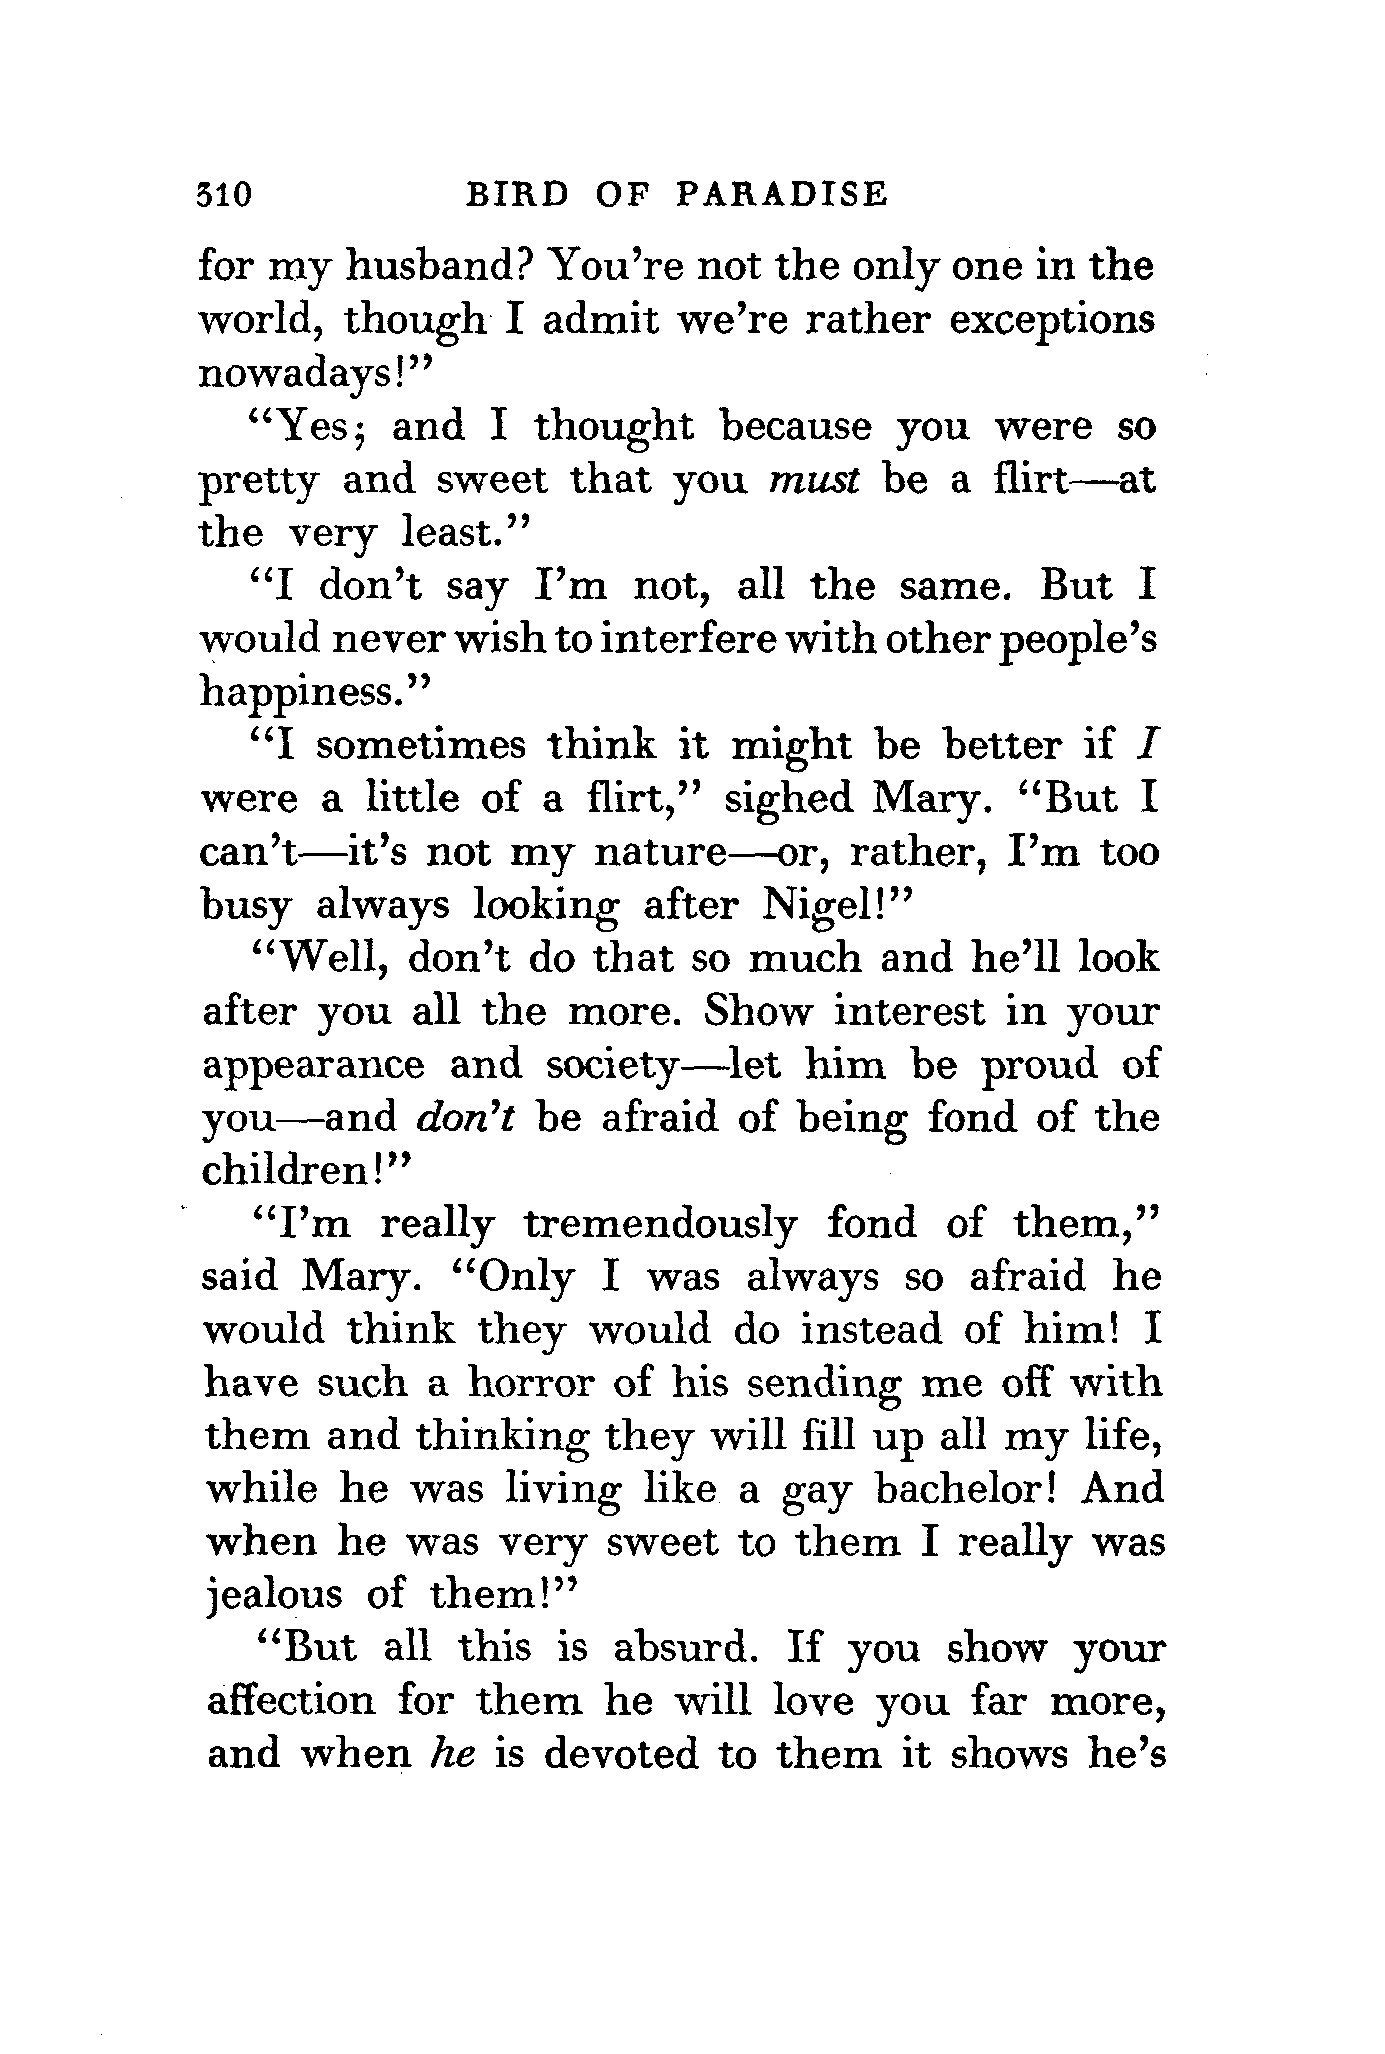 310 BIRD OF PARADISE
for my husband? You're not the only one in the
world, though I admit we're rather exceptions
nowadays!”
“Yes; and I thought because you were so
pretty and sweet that you must be a flirt—at
the very least.”
“I don't say I'm not, all the same. But I
would never wish to interfere with other people's
happiness.”
“I sometimes think it might be better if I
were a little of a flirt,” sighed Mary. “But I
can't—it's not my nature—or, rather, I'm too
busy always looking after Nigel!”
“Well, don't do that so much and he'll look
after you all the more. Show interest in your
appearance and society—let him be proud of
you—and don't be afraid of being fond of the
children!”
“I'm really tremendously fond of them,”
said Mary. “Only I was always so afraid he
would think they would do instead of him! I
have such a horror of his sending me off with
them and thinking they will fill up all my life,
while he was living like a gay bachelor! And
when he was very sweet to them I really was
jealous of them!”
“But all this is absurd. If you show your
affection for them he will love you far more,
and when he is devoted to them it shows he's